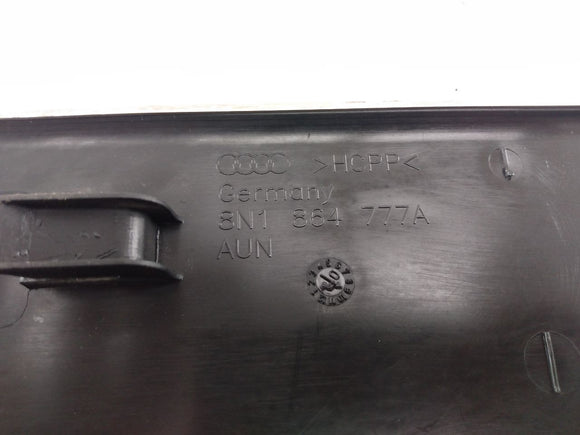 >HCPP<
Germany
8N1 864 777A
AUN